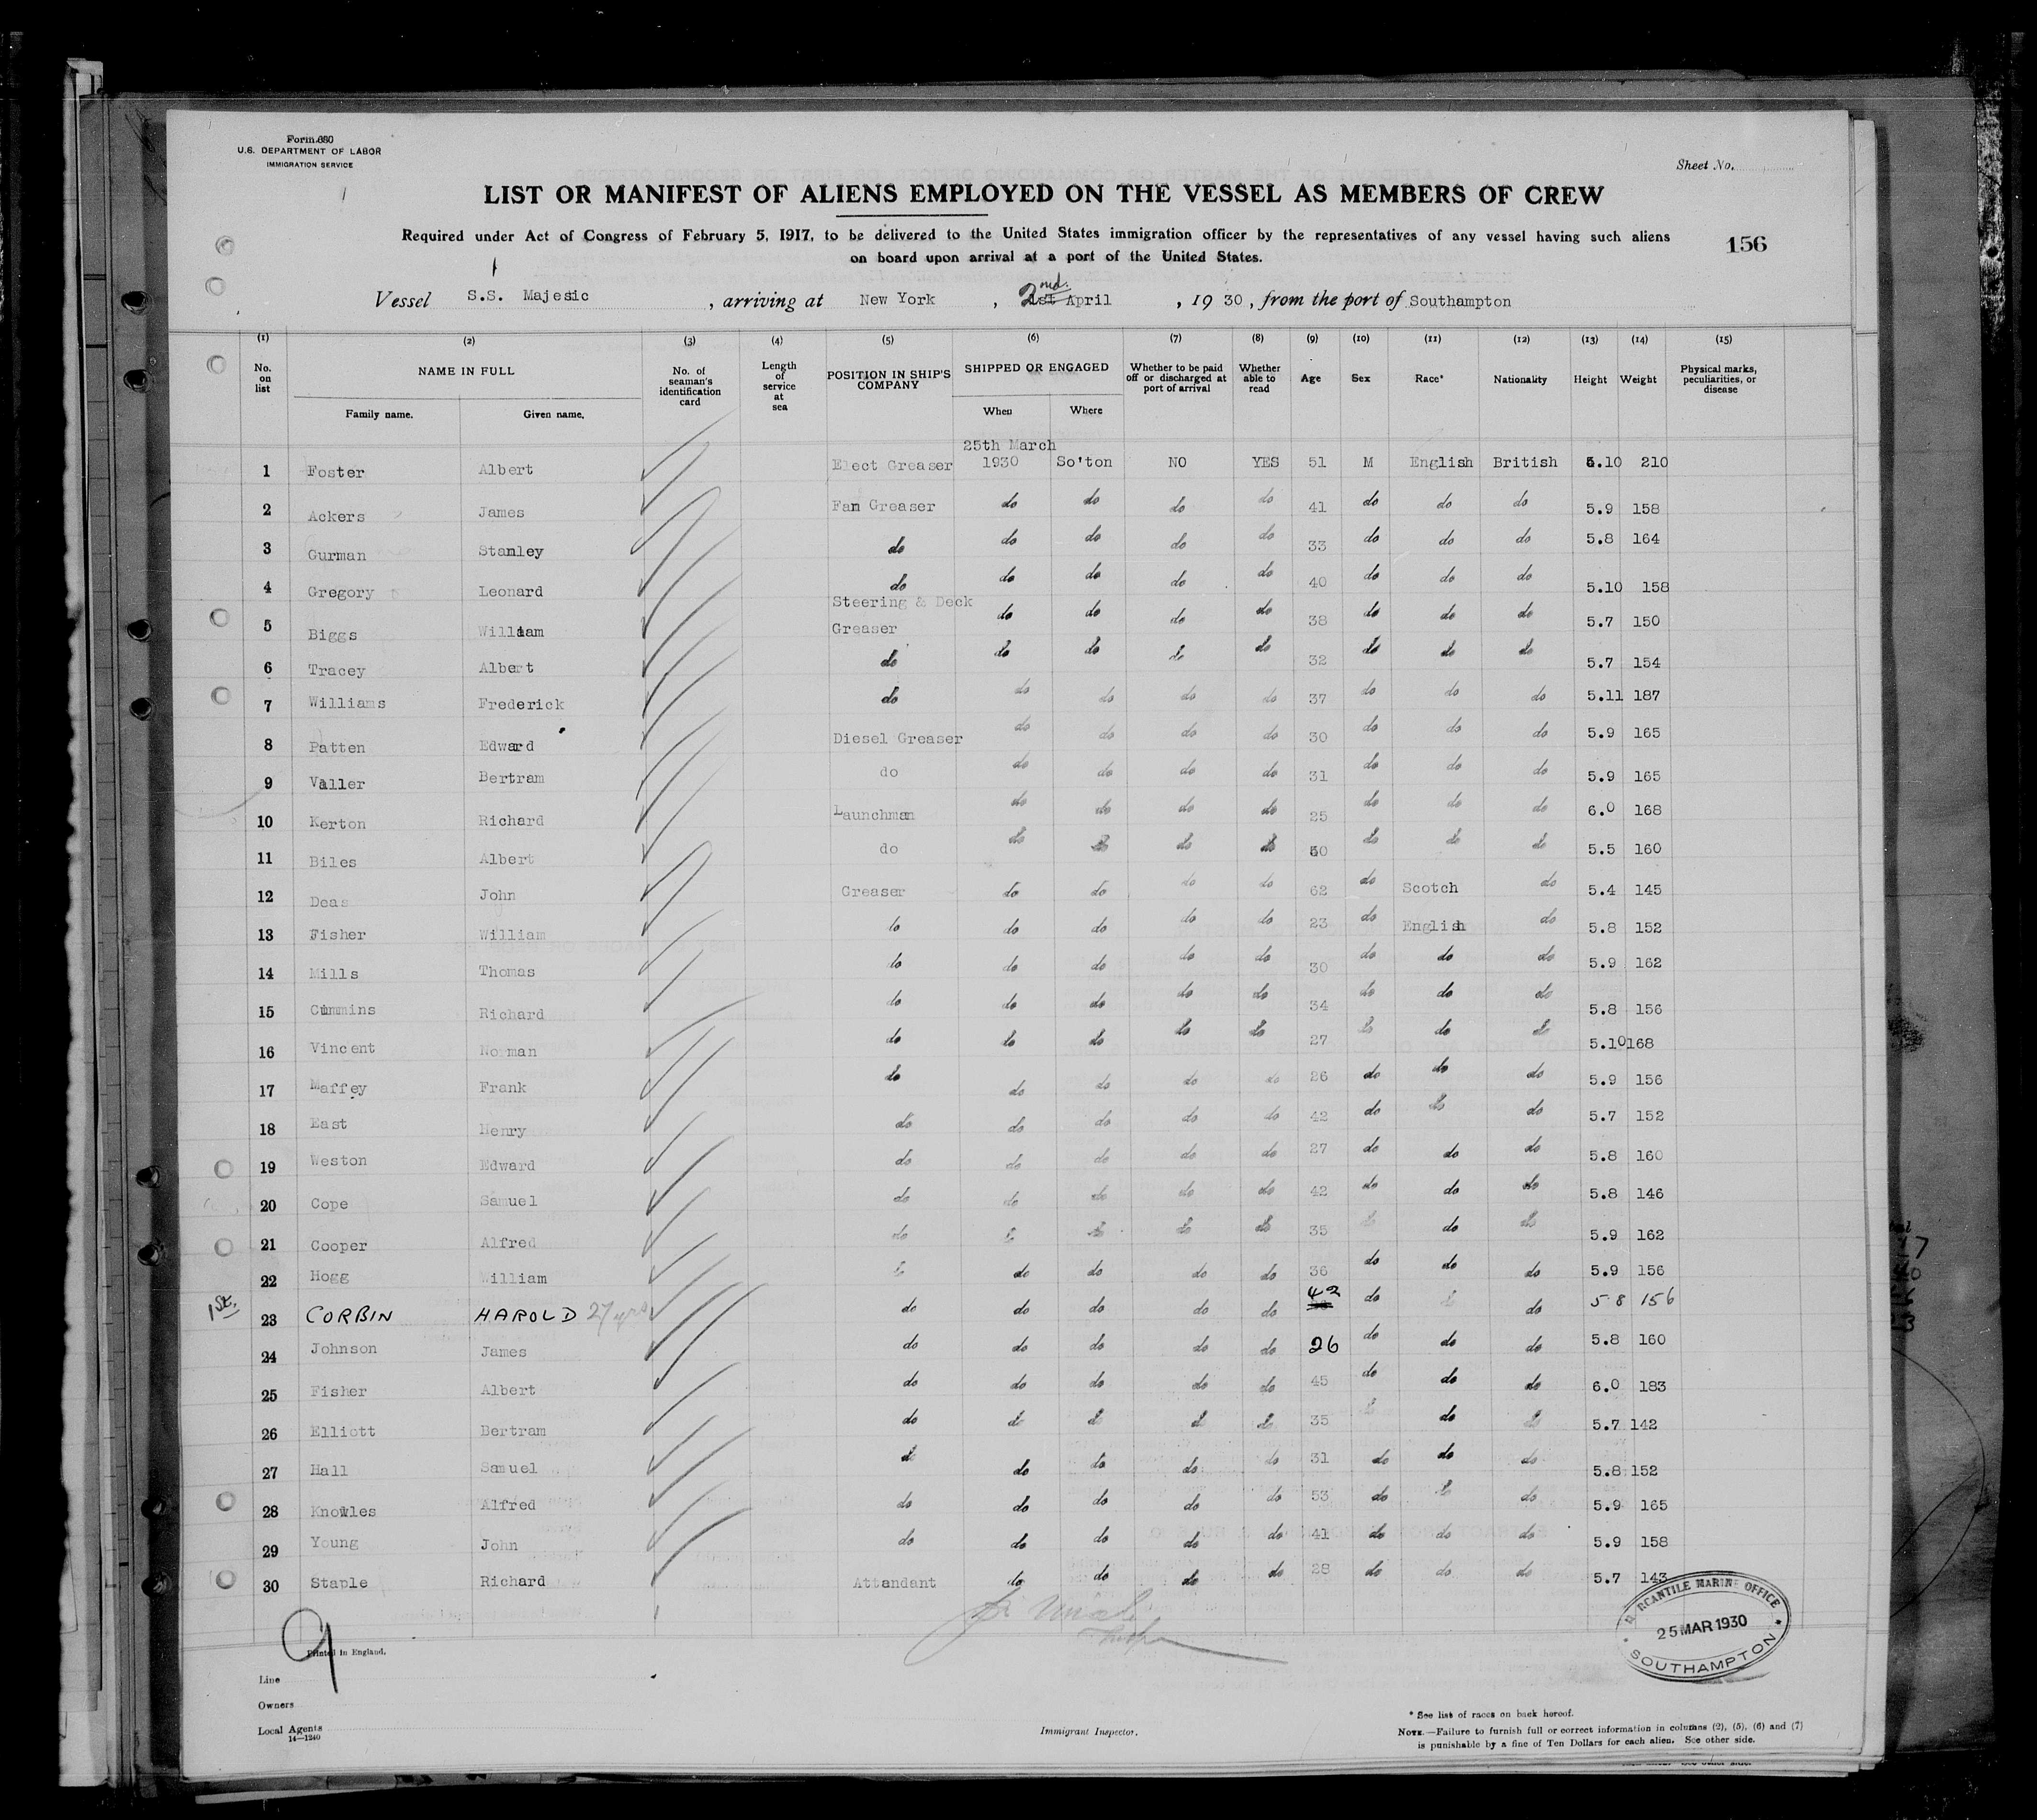 Form 680
U.S. DEPARTMENT OF LABOR
IMMIGRATION SERVICE
Sheet No.
LIST OR MANIFEST OF ALIENS EMPLOYED ON THE VESSEL AS MEMBERS OF CREW
Required under Act of Congress of February 5, 1917, to be delivered to the United States immigration officer by the representatives of any vessel having such aliens
on board upon arrival at a port of the United States.
156
Vessel S.S. Majesic, arriving at New York, 2nd. 1st April, 1930, from the port of Southampton
(1) (2) (3) (4) (5) (6) (7) (8) (9) (10) (11) (12) (13) (14) (15)
No. on list NAME IN FULL Family name. Given name. No. of seaman's identification card Length of service at sea POSITION IN SHIP'S COMPANY SHIPPED OR ENGAGED When Where Whether to be paid off or discharged at port of arrival Whether able to read Age Sex Race* Nationality Height Weight Physical marks, peculiarities, or disease
25th March
1 Foster Albert Elect Greaser 1930 So'ton NO YES 51 M English British 5.10 210
2 Ackers James Fan Greaser do do do do 41 do do do 5.9 158
3 Gurman Stanley do do do do do 33 do do do 5.8 164
4 Gregory Leonard do do do do do 40 do do do 5.10 158
5 Biggs William Steering & Deck Greaser do do do do 38 do do do 5.7 150
6 Tracey Albert do do do do do 32 do do do 5.7 154
7 Williams Frederick do do do do do 37 do do do 5.11 187
8 Patten Edward Diesel Greaser do do do do 30 do do do 5.9 165
9 Valler Bertram do do do do do 31 do do do 5.9 165
10 Kerton Richard Launchman do do do do 25 do do do 6.0 168
11 Biles Albert do do do do do do do do 5.5 160
12 Deas John Greaser do do do do 62 do Scotch do 5.4 145
13 Fisher William do do do do do 23 do English do 5.8 152
14 Mills Thomas do do do do do 30 do do do 5.9 162
15 Cummins Richard do do do do do 34 do do do 5.8 156
16 Vincent Norman do do do do do 27 do do do 5.10 168
17 Maffey Frank do do do do do 26 do do do 5.9 156
18 East Henry do do do do do 42 do do do 5.7 152
19 Weston Edward do do do do do 27 do do do 5.8 160
20 Cope Samuel do do do do do 42 do do do 5.8 146
21 Cooper Alfred do do do do do 35 do do do 5.9 162
22 Hogg William do do do do do 36 do do do 5.9 156
1st. 23 CORBIN HAROLD 27 yrs do do do do do 42 do do do 5 8 156
24 Johnson James do do do do do 26 do do do 5.8 160
25 Fisher Albert do do do do do 45 do do do 6.0 183
26 Elliott Bertram do do do do do 35 do do do 5.7 142
27 Hall Samuel do do do do do 31 do do do 5.8 152
28 Knowles Alfred do do do do do 53 do do do 5.9 165
29 Young John do do do do do 41 do do do 5.9 158
30 Staple Richard Attandant do do do do 28 do do do 5.7 143
MERCANTILE MARINE OFFICE
25 MAR 1930
SOUTHAMPTON
9
Printed in England.
Line
Owners
Local Agents
14—1240
Immigrant Inspector.
* See list of races on back hereof.
NOTE.—Failure to furnish full or correct information in columns (2), (5), (6) and (7)
is punishable by a fine of Ten Dollars for each alien. See other side.